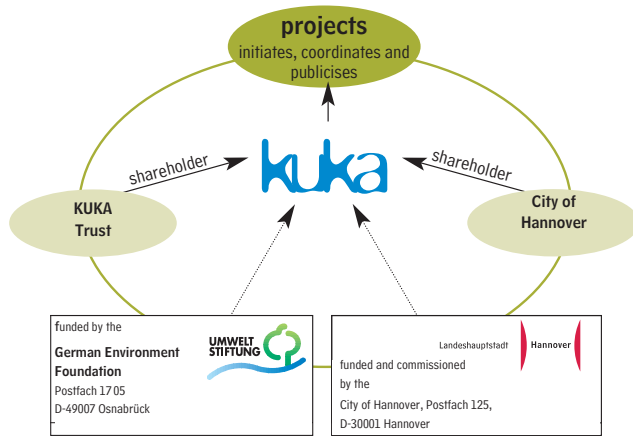 projects
initiates, coordinates and
publicises
shareholder
kuka
shareholder
KUKA
Trust
City of
Hannover
funded by the
German Environment
Foundation
Postfach 17 05
D-49007 Osnabrück
UMWELT
STIFTUNG
Landeshauptstadt Hannover
funded and commissioned
by the
City of Hannover, Postfach 125,
D-30001 Hannover